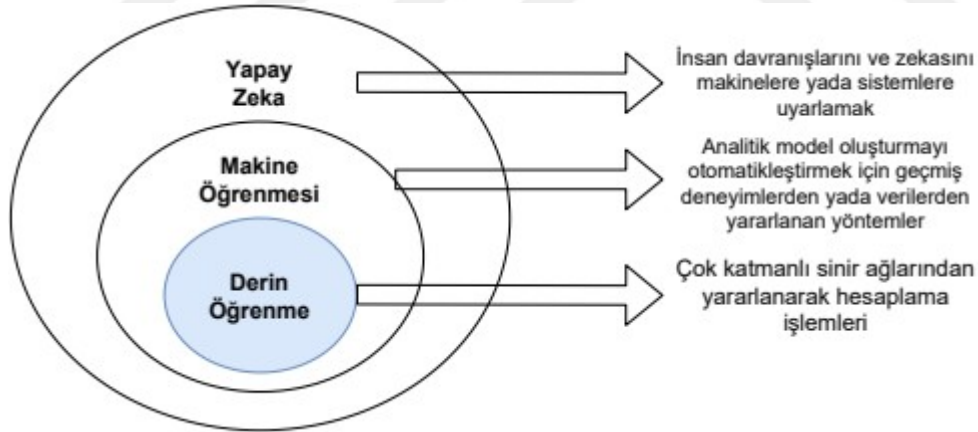 Yapay
Zeka
İnsan davranışlarını ve zekasını
makinelere yada sistemlere
uyarlamak
Makine
Öğrenmesi
Analitik model oluşturmayı
otomatikleştirmek için geçmiş
deneyimlerden yada verilerden
yararlanan yöntemler
Derin
Öğrenme
Çok katmanlı sinir ağlarından
yararlanarak hesaplama
işlemleri